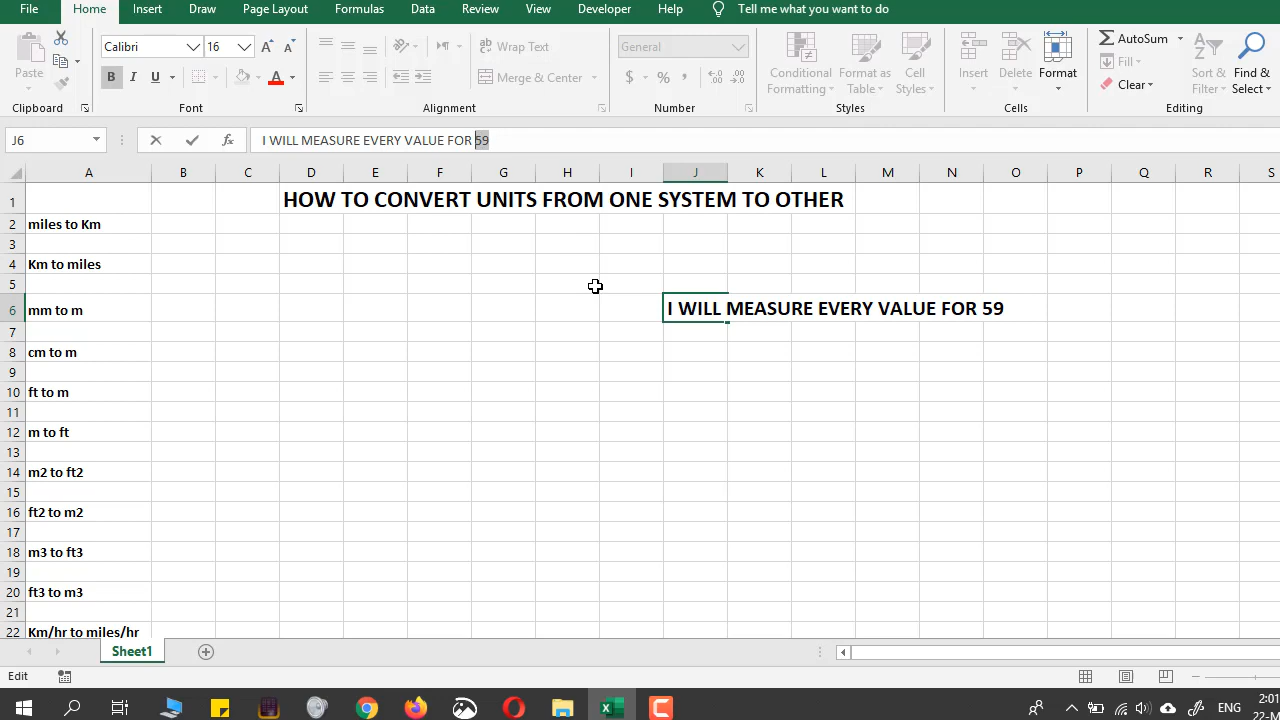 File Home Insert Draw Page Layout Formulas Data Review View Developer Help Tell me what you want to do
Paste
Clipboard
Calibri 16
B I U
Font
Wrap Text
Merge & Center
Alignment
General
$ % ,
Number
Conditional Formatting
Format as Table
Cell Styles
Styles
Insert Delete Format
Cells
AutoSum
Fill
Clear
Sort & Filter
Find & Select
Editing
J6 fx I WILL MEASURE EVERY VALUE FOR 59
A B C D E F G H I J K L M N O P Q R S
1 HOW TO CONVERT UNITS FROM ONE SYSTEM TO OTHER
2 miles to Km
3
4 Km to miles
5
6 mm to m I WILL MEASURE EVERY VALUE FOR 59
7
8 cm to m
9
10 ft to m
11
12 m to ft
13
14 m2 to ft2
15
16 ft2 to m2
17
18 m3 to ft3
19
20 ft3 to m3
21
22 Km/hr to miles/hr
Sheet1
Edit
ENG
2:01